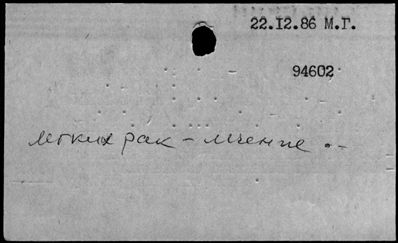 22.12.86 М.Г.
94602
легких рак - лечение . -